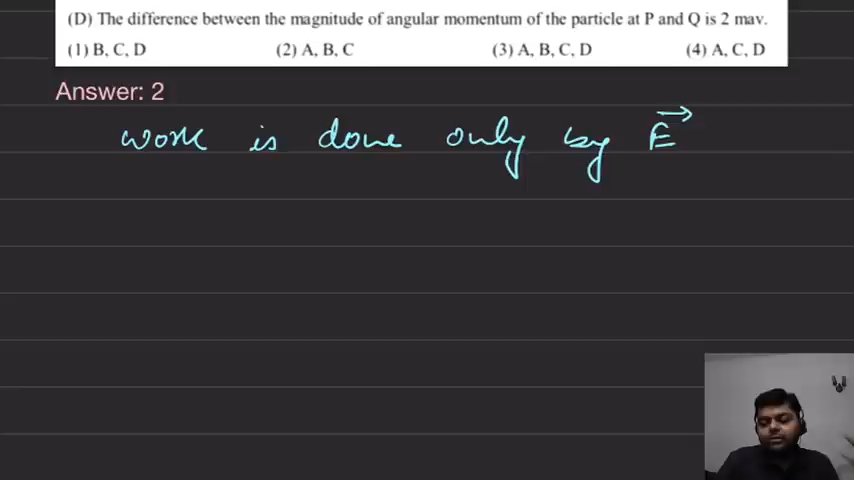 (D) The difference between the magnitude of angular momentum of the particle at P and Q is 2 mav.
(1) B, C, D (2) A, B, C (3) A, B, C, D (4) A, C, D
Answer: 2
work is done only by E⃗